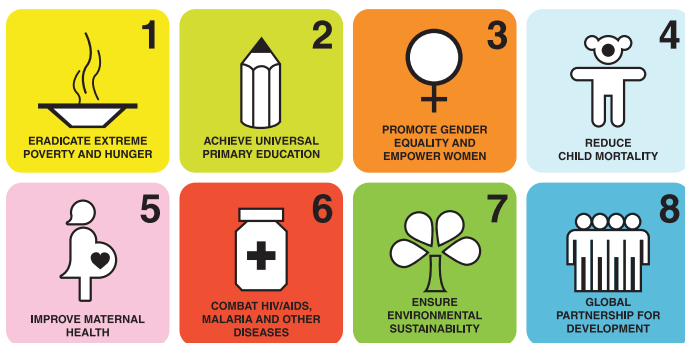 1
ERADICATE EXTREME
POVERTY AND HUNGER
2
ACHIEVE UNIVERSAL
PRIMARY EDUCATION
3
PROMOTE GENDER
EQUALITY AND
EMPOWER WOMEN
4
REDUCE
CHILD MORTALITY
5
IMPROVE MATERNAL
HEALTH
6
COMBAT HIV/AIDS,
MALARIA AND OTHER
DISEASES
7
ENSURE
ENVIRONMENTAL
SUSTAINABILITY
8
GLOBAL
PARTNERSHIP FOR
DEVELOPMENT